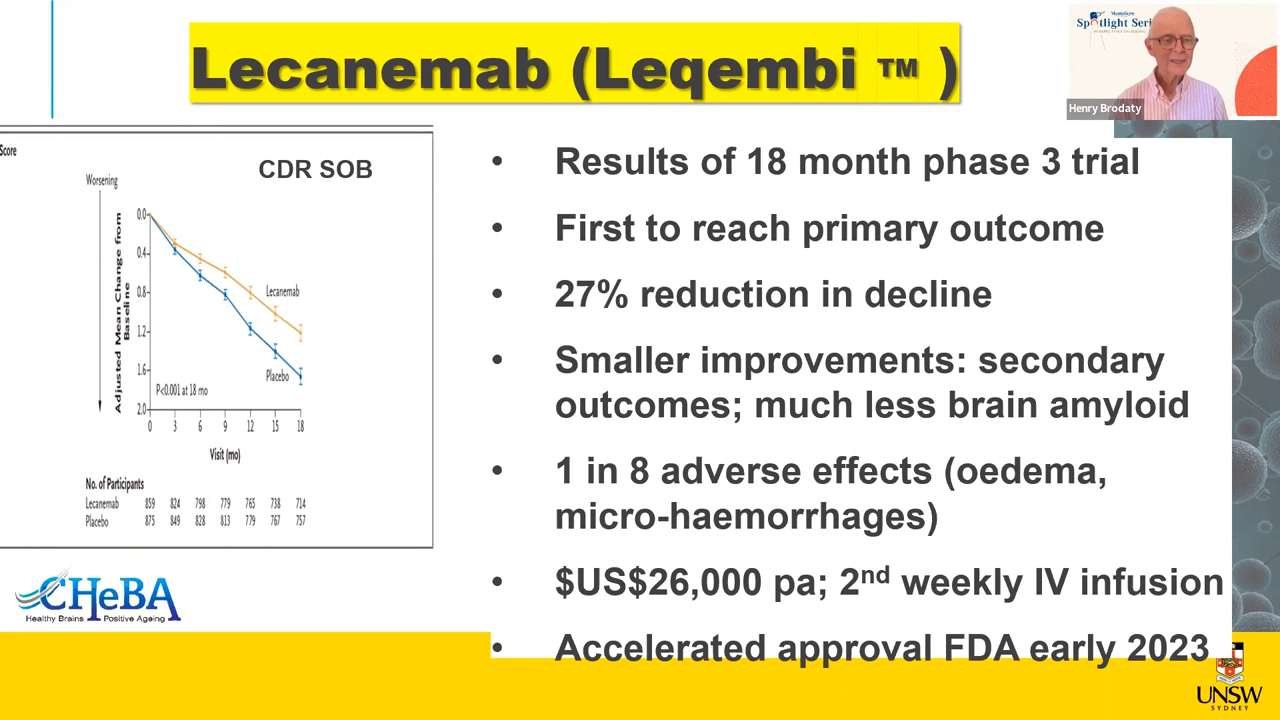 Lecanemab (Leqembi ™ )
Spotlight Seri
PERSPECTIVES ON AGEING
Henry Brodaty
Score
CDR SOB
Worsening
Adjusted Mean Change from
Baseline
0.0
0.4
0.8
1.2
1.6
2.0
Lecanemab
Placebo
P<0.001 at 18 mo
0 3 6 9 12 15 18
Visit (mo)
No. of Participants
Lecanemab 859 824 798 779 765 738 714
Placebo 875 849 828 813 779 767 757
• Results of 18 month phase 3 trial
• First to reach primary outcome
• 27% reduction in decline
• Smaller improvements: secondary
outcomes; much less brain amyloid
• 1 in 8 adverse effects (oedema,
micro-haemorrhages)
• $US$26,000 pa; 2nd weekly IV infusion
• Accelerated approval FDA early 2023
CHeBA
Healthy Brains Positive Ageing
UNSW
SYDNEY